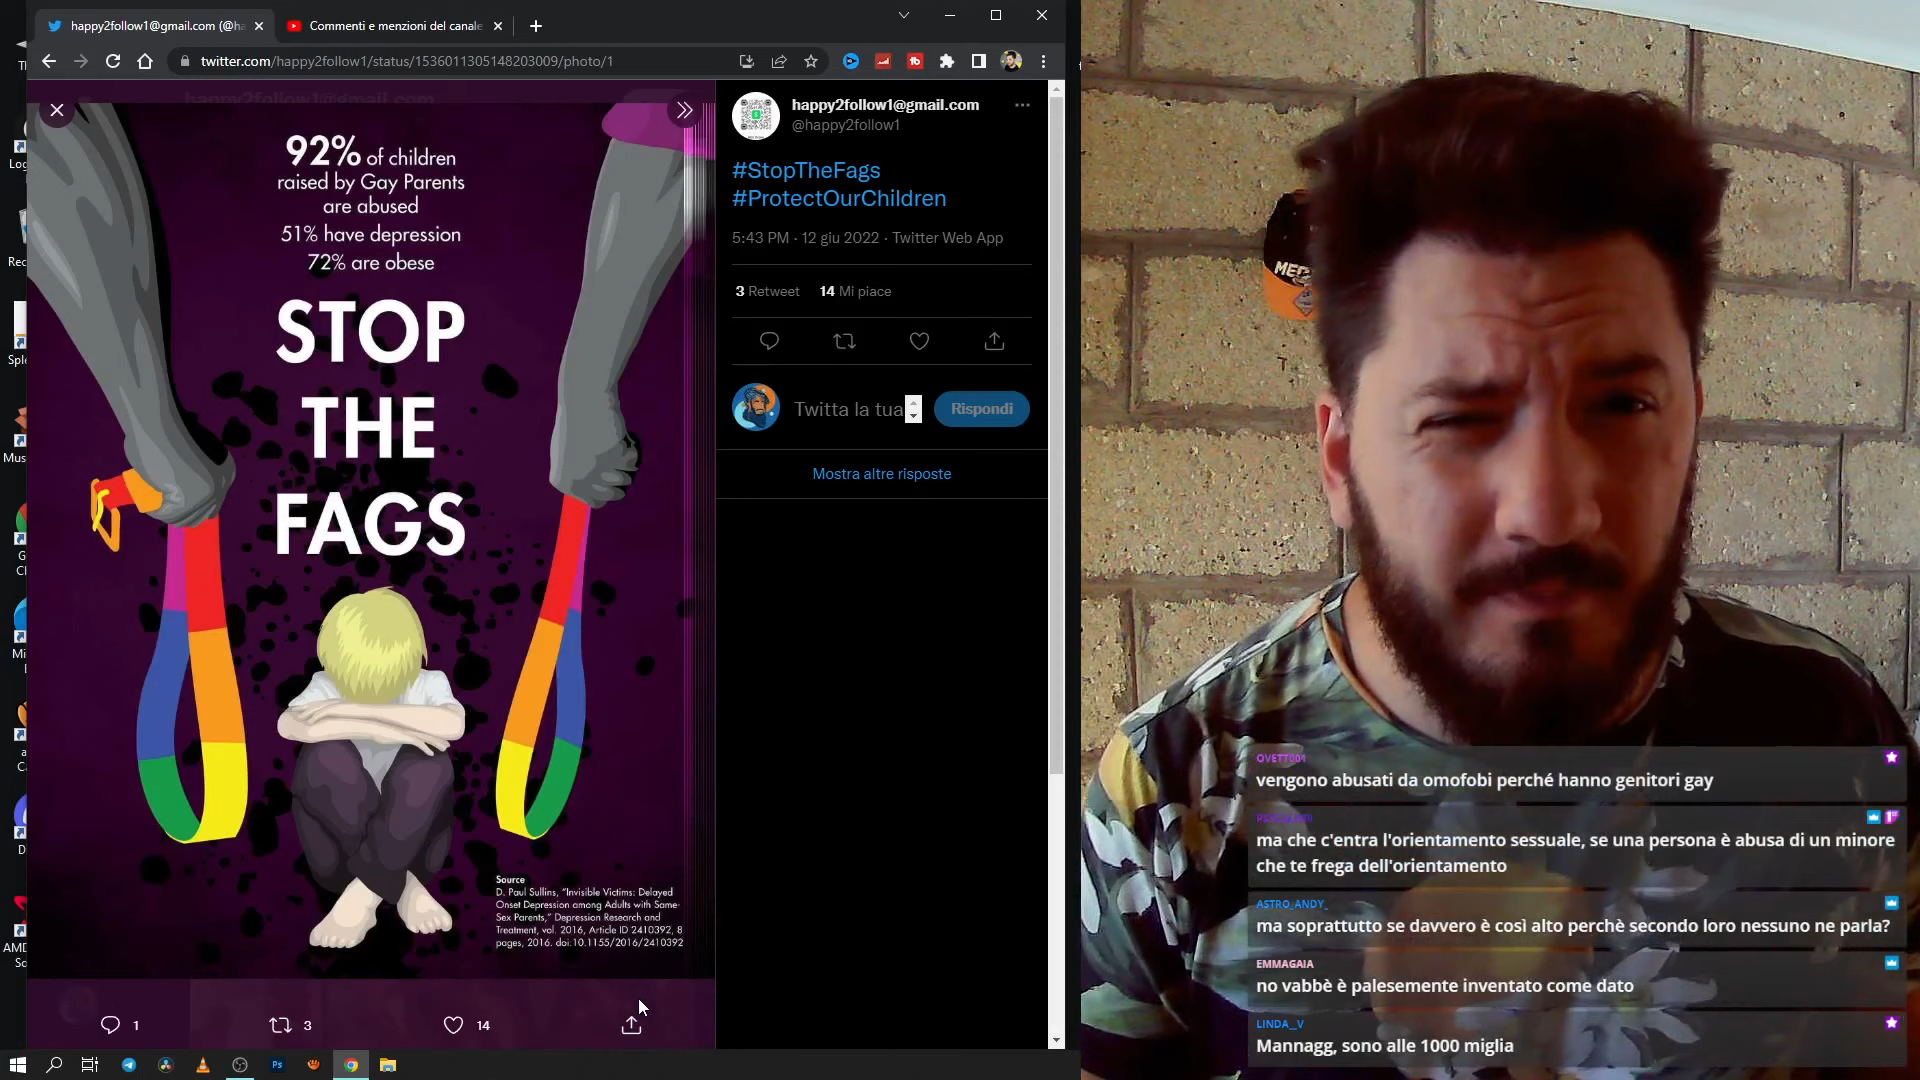 happy2follow1@gmail.com (@ha
Commenti e menzioni del canale
twitter.com/happy2follow1/status/1536011305148203009/photo/1
92% of children
raised by Gay Parents
are abused
51% have depression
72% are obese
STOP
THE
FAGS
Source
D. Paul Sullins, "Invisible Victims: Delayed
Onset Depression among Adults with Same-
Sex Parents," Depression Research and
Treatment, vol. 2016, Article ID 2410392, 8
pages, 2016. doi:10.1155/2016/2410392
1
3
14
happy2follow1@gmail.com
@happy2follow1
#StopTheFags
#ProtectOurChildren
5:43 PM · 12 giu 2022 · Twitter Web App
3 Retweet 14 Mi piace
Twitta la tua
Rispondi
Mostra altre risposte
vengono abusati da omofobi perché hanno genitori gay
ma che c'entra l'orientamento sessuale, se una persona è abusa di un minore
che te frega dell'orientamento
ASTRO_ANDY_
ma soprattutto se davvero è così alto perchè secondo loro nessuno ne parla?
EMMAGAIA
no vabbè è palesemente inventato come dato
LINDA__V
Mannagg, sono alle 1000 miglia
Ps